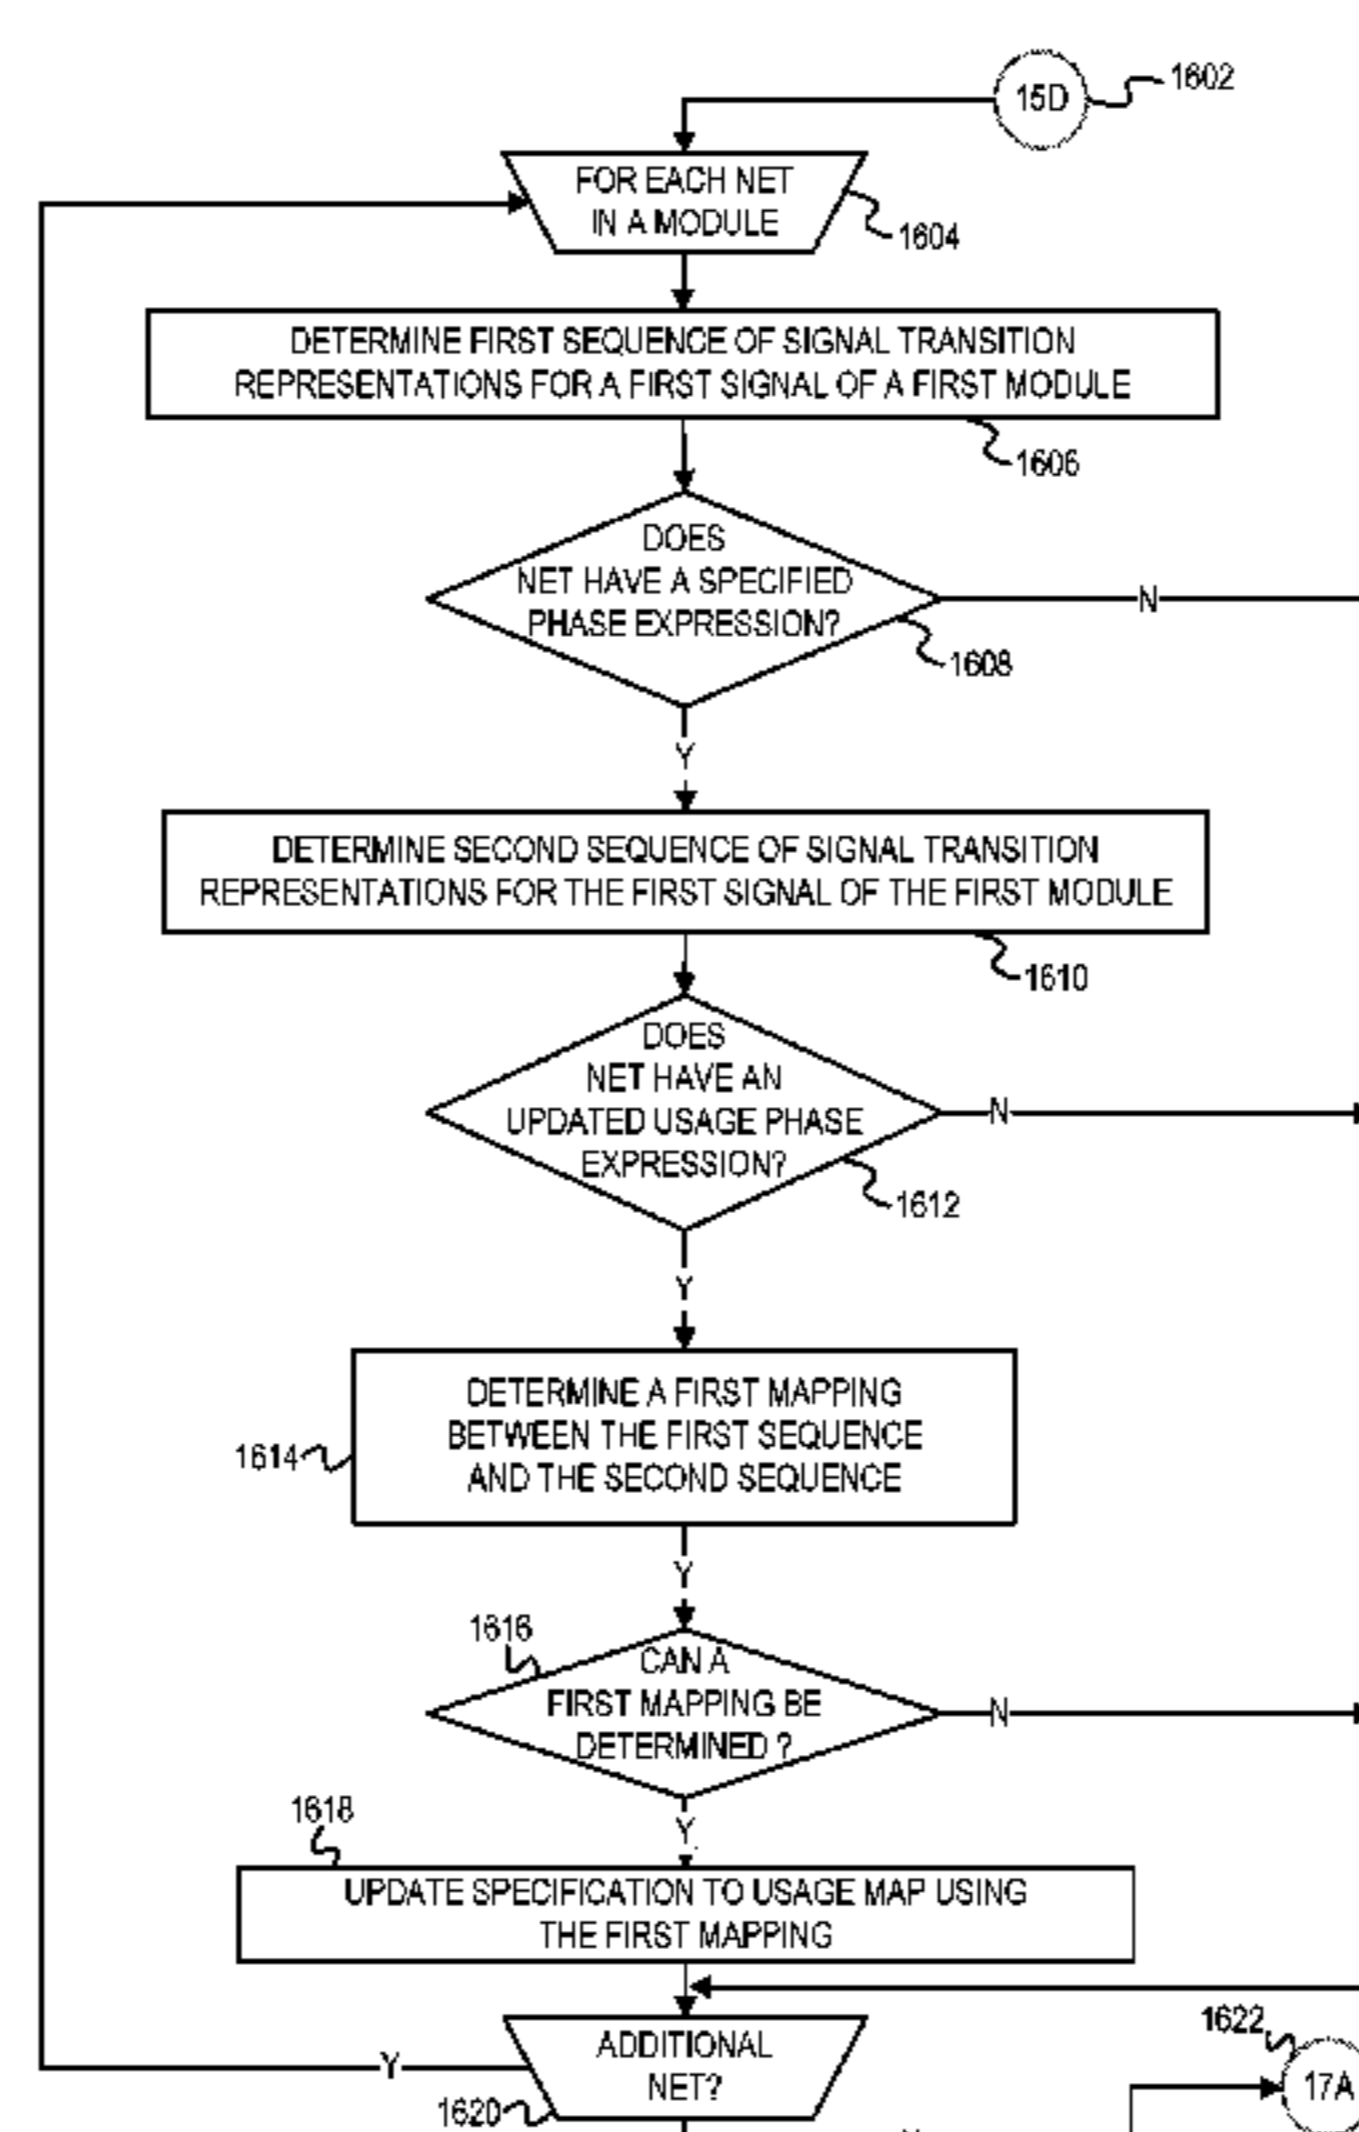 15D
1602
FOR EACH NET
IN A MODULE
1604
DETERMINE FIRST SEQUENCE OF SIGNAL TRANSITION
REPRESENTATIONS FOR A FIRST SIGNAL OF A FIRST MODULE
1606
DOES
NET HAVE A SPECIFIED
PHASE EXPRESSION?
N
1608
Y
DETERMINE SECOND SEQUENCE OF SIGNAL TRANSITION
REPRESENTATIONS FOR THE FIRST SIGNAL OF THE FIRST MODULE
1610
DOES
NET HAVE AN
UPDATED USAGE PHASE
EXPRESSION?
N
1612
Y
DETERMINE A FIRST MAPPING
BETWEEN THE FIRST SEQUENCE
AND THE SECOND SEQUENCE
1614
Y
1616
CAN A
FIRST MAPPING BE
DETERMINED ?
N
Y
1618
UPDATE SPECIFICATION TO USAGE MAP USING
THE FIRST MAPPING
ADDITIONAL
NET?
Y
1620
1622
17A